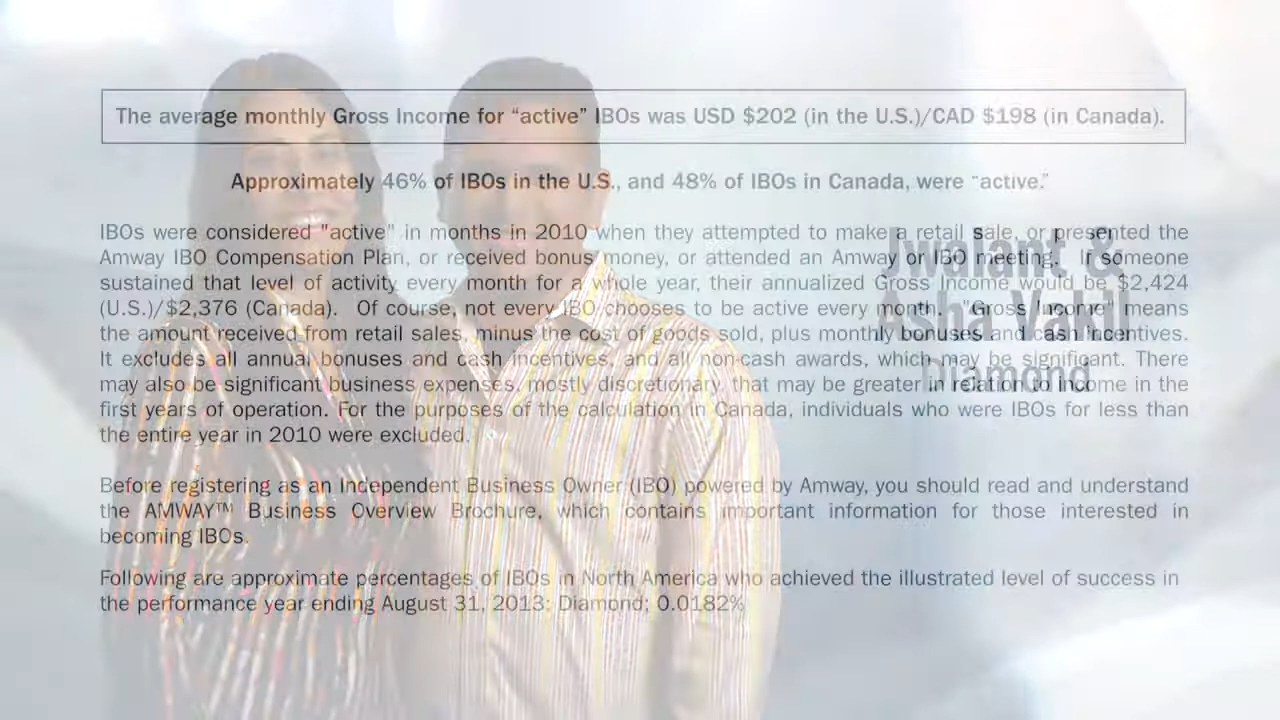 The average monthly Gross Income for “active” IBOs was USD $202 (in the U.S.)/CAD $198 (in Canada).
Approximately 46% of IBOs in the U.S., and 48% of IBOs in Canada, were “active.”
IBOs were considered "active" in months in 2010 when they attempted to make a retail sale, or presented the
Amway IBO Compensation Plan, or received bonus money, or attended an Amway or IBO meeting. If someone
sustained that level of activity every month for a whole year, their annualized Gross Income would be $2,424
(U.S.)/$2,376 (Canada). Of course, not every IBO chooses to be active every month. "Gross Income" means
the amount received from retail sales, minus the cost of goods sold, plus monthly bonuses and cash incentives.
It excludes all annual bonuses and cash incentives, and all non-cash awards, which may be significant. There
may also be significant business expenses, mostly discretionary, that may be greater in relation to income in the
first years of operation. For the purposes of the calculation in Canada, individuals who were IBOs for less than
the entire year in 2010 were excluded.
Before registering as an Independent Business Owner (IBO) powered by Amway, you should read and understand
the AMWAY™ Business Overview Brochure, which contains important information for those interested in
becoming IBOs.
Following are approximate percentages of IBOs in North America who achieved the illustrated level of success in
the performance year ending August 31, 2013: Diamond; 0.0182%
Jwalant &
Asha Vakil
Diamond